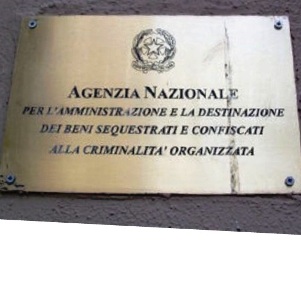 AGENZIA NAZIONALE
PER L'AMMINISTRAZIONE E LA DESTINAZIONE
DEI BENI SEQUESTRATI E CONFISCATI
ALLA CRIMINALITA' ORGANIZZATA